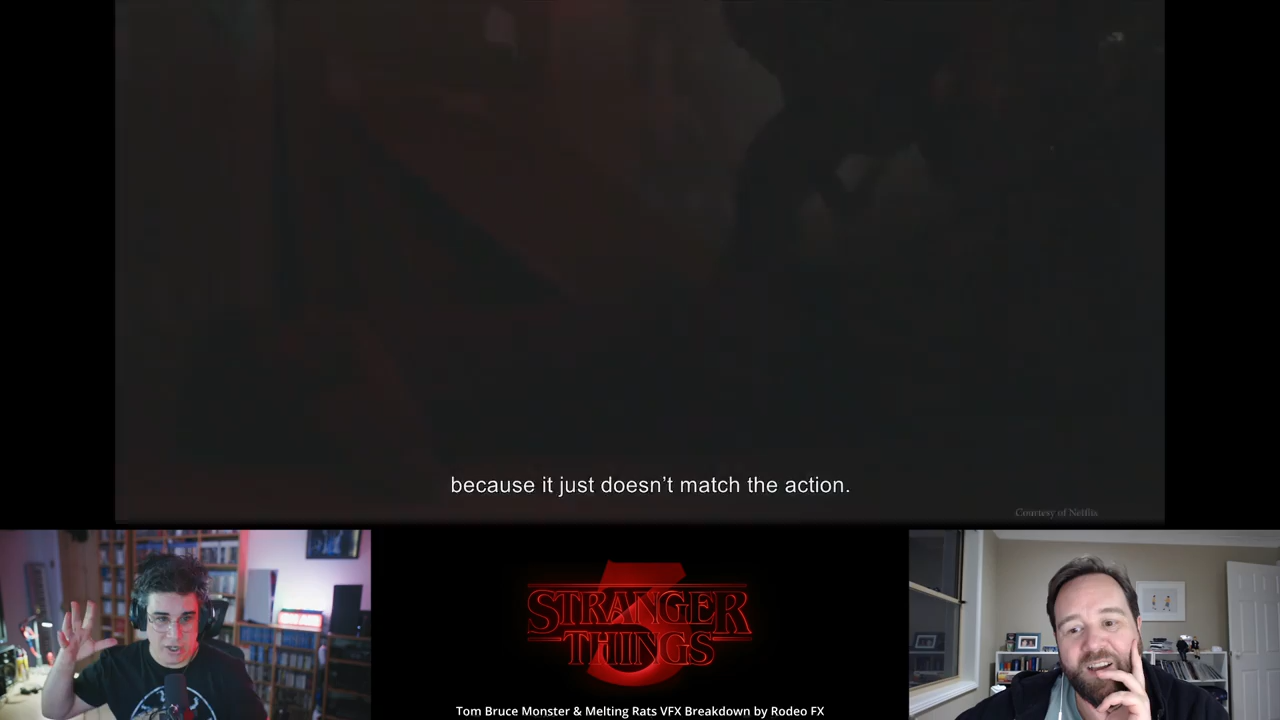 because it just doesn't match the action.
Courtesy of Netflix
STRANGER
THINGS
3
Tom Bruce Monster & Melting Rats VFX Breakdown by Rodeo FX